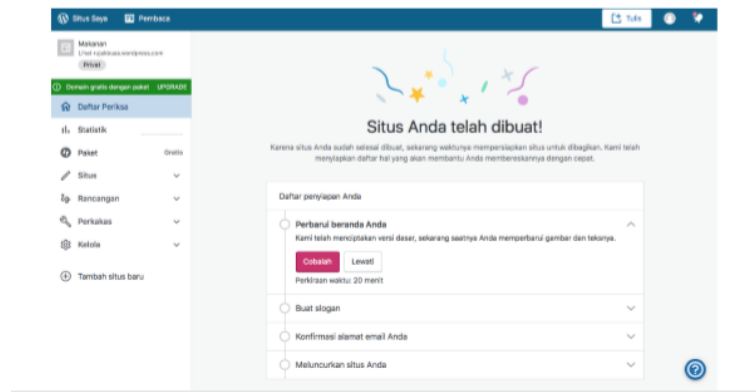 Situs Saya
Pembaca
Tulis
Makanan
Privat
Domain gratis dengan paket UPGRADE
Daftar Periksa
Statistik
Paket Gratis
Situs
Rancangan
Perkakas
Kelola
Tambah situs baru
Situs Anda telah dibuat!
Karena situs Anda sudah selesai dibuat, sekarang waktunya mempersiapkan situs untuk dibagikan. Kami telah
menyiapkan daftar hal yang akan membantu Anda membereskannya dengan cepat.
Daftar penyiapan Anda
Perbarui beranda Anda
Kami telah menciptakan versi dasar, sekarang saatnya Anda memperbarui gambar dan teksnya.
Cobalah Lewati
Perkiraan waktu: 20 menit
Buat slogan
Konfirmasi alamat email Anda
Meluncurkan situs Anda